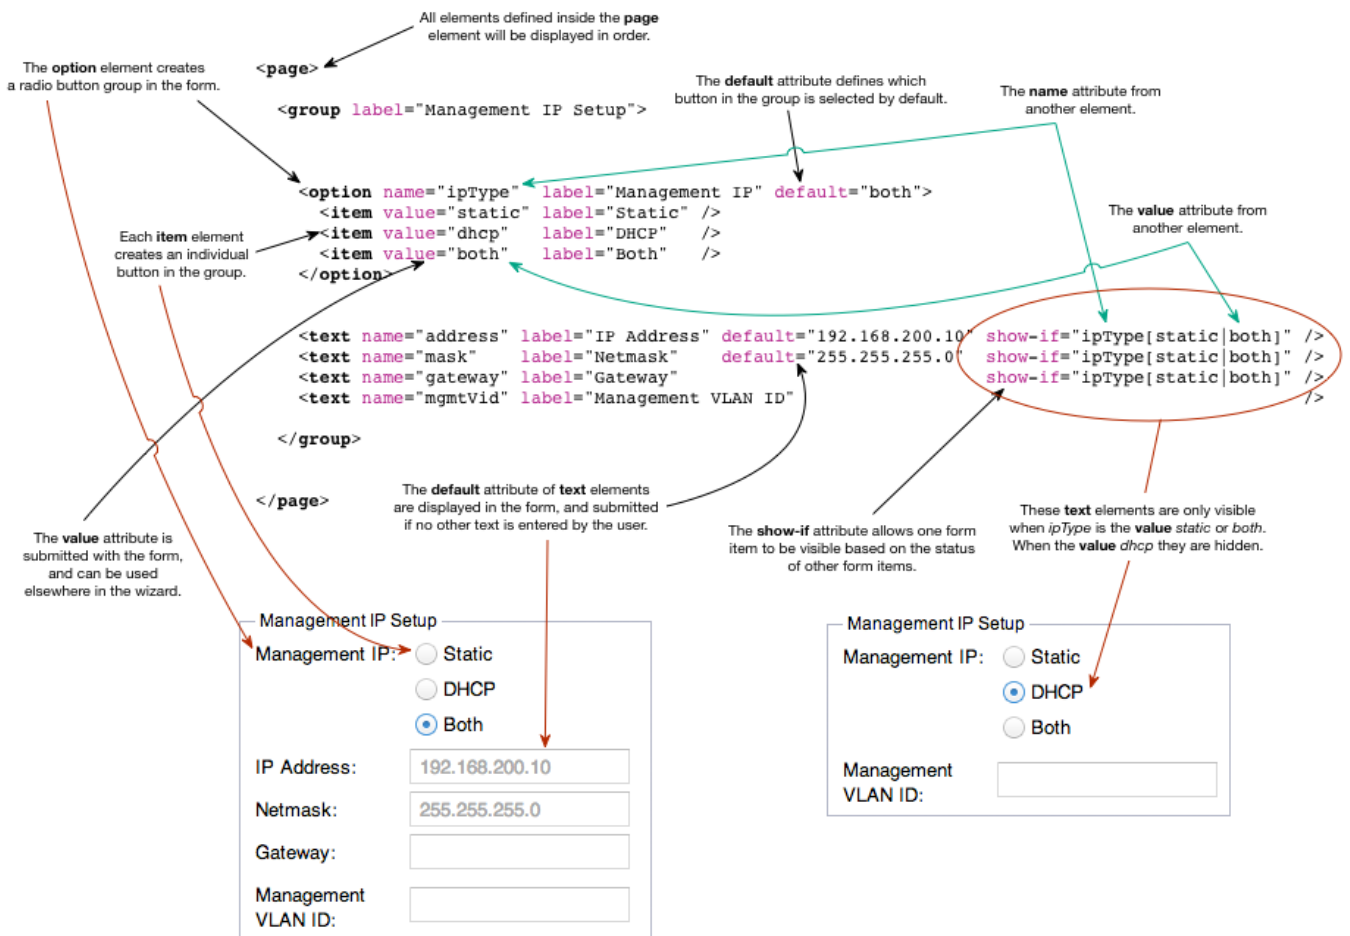 All elements defined inside the page
element will be displayed in order.
The option element creates
a radio button group in the form.
<page>
The default attribute defines which
button in the group is selected by default.
The name attribute from
another element.
<group label="Management IP Setup">
<option name="ipType" label="Management IP" default="both">
<item value="static" label="Static" />
<item value="dhcp" label="DHCP" />
<item value="both" label="Both" />
</option>
The value attribute from
another element.
Each item element
creates an individual
button in the group.
<text name="address" label="IP Address" default="192.168.200.10" show-if="ipType[static|both]" />
<text name="mask" label="Netmask" default="255.255.255.0" show-if="ipType[static|both]" />
<text name="gateway" label="Gateway" show-if="ipType[static|both]" />
<text name="mgmtVid" label="Management VLAN ID" />
</group>
</page>
The default attribute of text elements
are displayed in the form, and submitted
if no other text is entered by the user.
The value attribute is
submitted with the form,
and can be used
elsewhere in the wizard.
The show-if attribute allows one form
item to be visible based on the status
of other form items.
These text elements are only visible
when ipType is the value static or both.
When the value dhcp they are hidden.
Management IP Setup
Management IP: Static
DHCP
Both
IP Address: 192.168.200.10
Netmask: 255.255.255.0
Gateway:
Management
VLAN ID:
Management IP Setup
Management IP: Static
DHCP
Both
Management
VLAN ID: